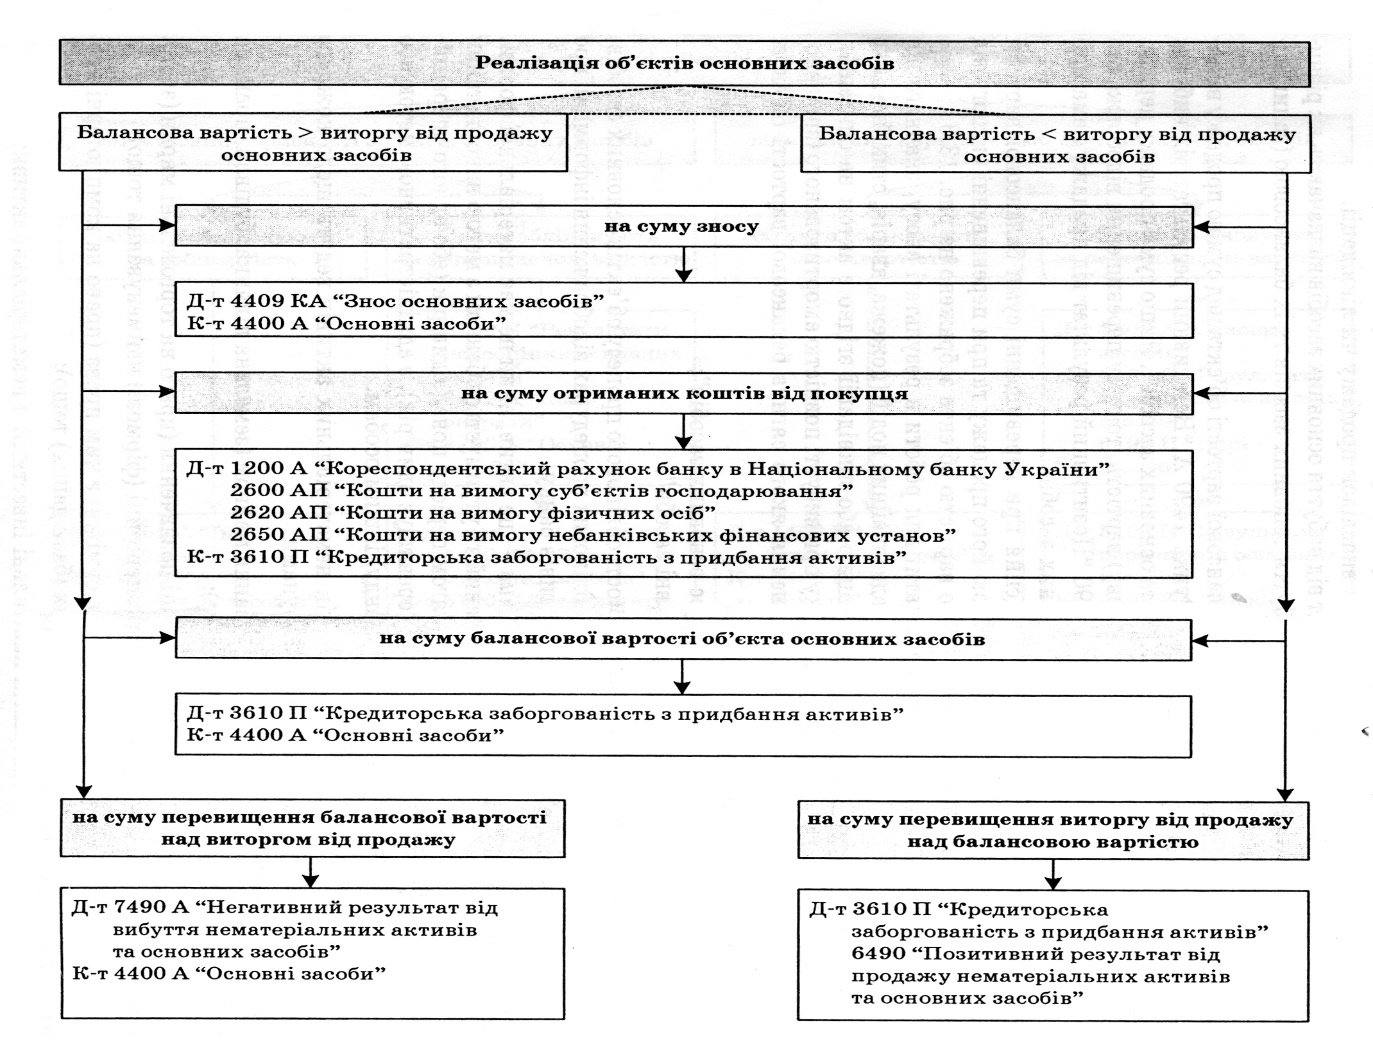 Реалізація об’єктів основних засобів
Балансова вартість > виторгу від продажу
основних засобів
Балансова вартість < виторгу від продажу
основних засобів
на суму зносу
Д-т 4409 КА “Знос основних засобів”
К-т 4400 А “Основні засоби”
на суму отриманих коштів від покупця
Д-т 1200 А “Кореспондентський рахунок банку в Національному банку України”
2600 АП “Кошти на вимогу суб’єктів господарювання”
2620 АП “Кошти на вимогу фізичних осіб”
2650 АП “Кошти на вимогу небанківських фінансових установ”
К-т 3610 П “Кредиторська заборгованість з придбання активів”
на суму балансової вартості об’єкта основних засобів
Д-т 3610 П “Кредиторська заборгованість з придбання активів”
К-т 4400 А “Основні засоби”
на суму перевищення балансової вартості
над виторгом від продажу
Д-т 7490 А “Негативний результат від
вибуття нематеріальних активів
та основних засобів”
К-т 4400 А “Основні засоби”
на суму перевищення виторгу від продажу
над балансовою вартістю
Д-т 3610 П “Кредиторська
заборгованість з придбання активів”
6490 “Позитивний результат від
продажу нематеріальних активів
та основних засобів”